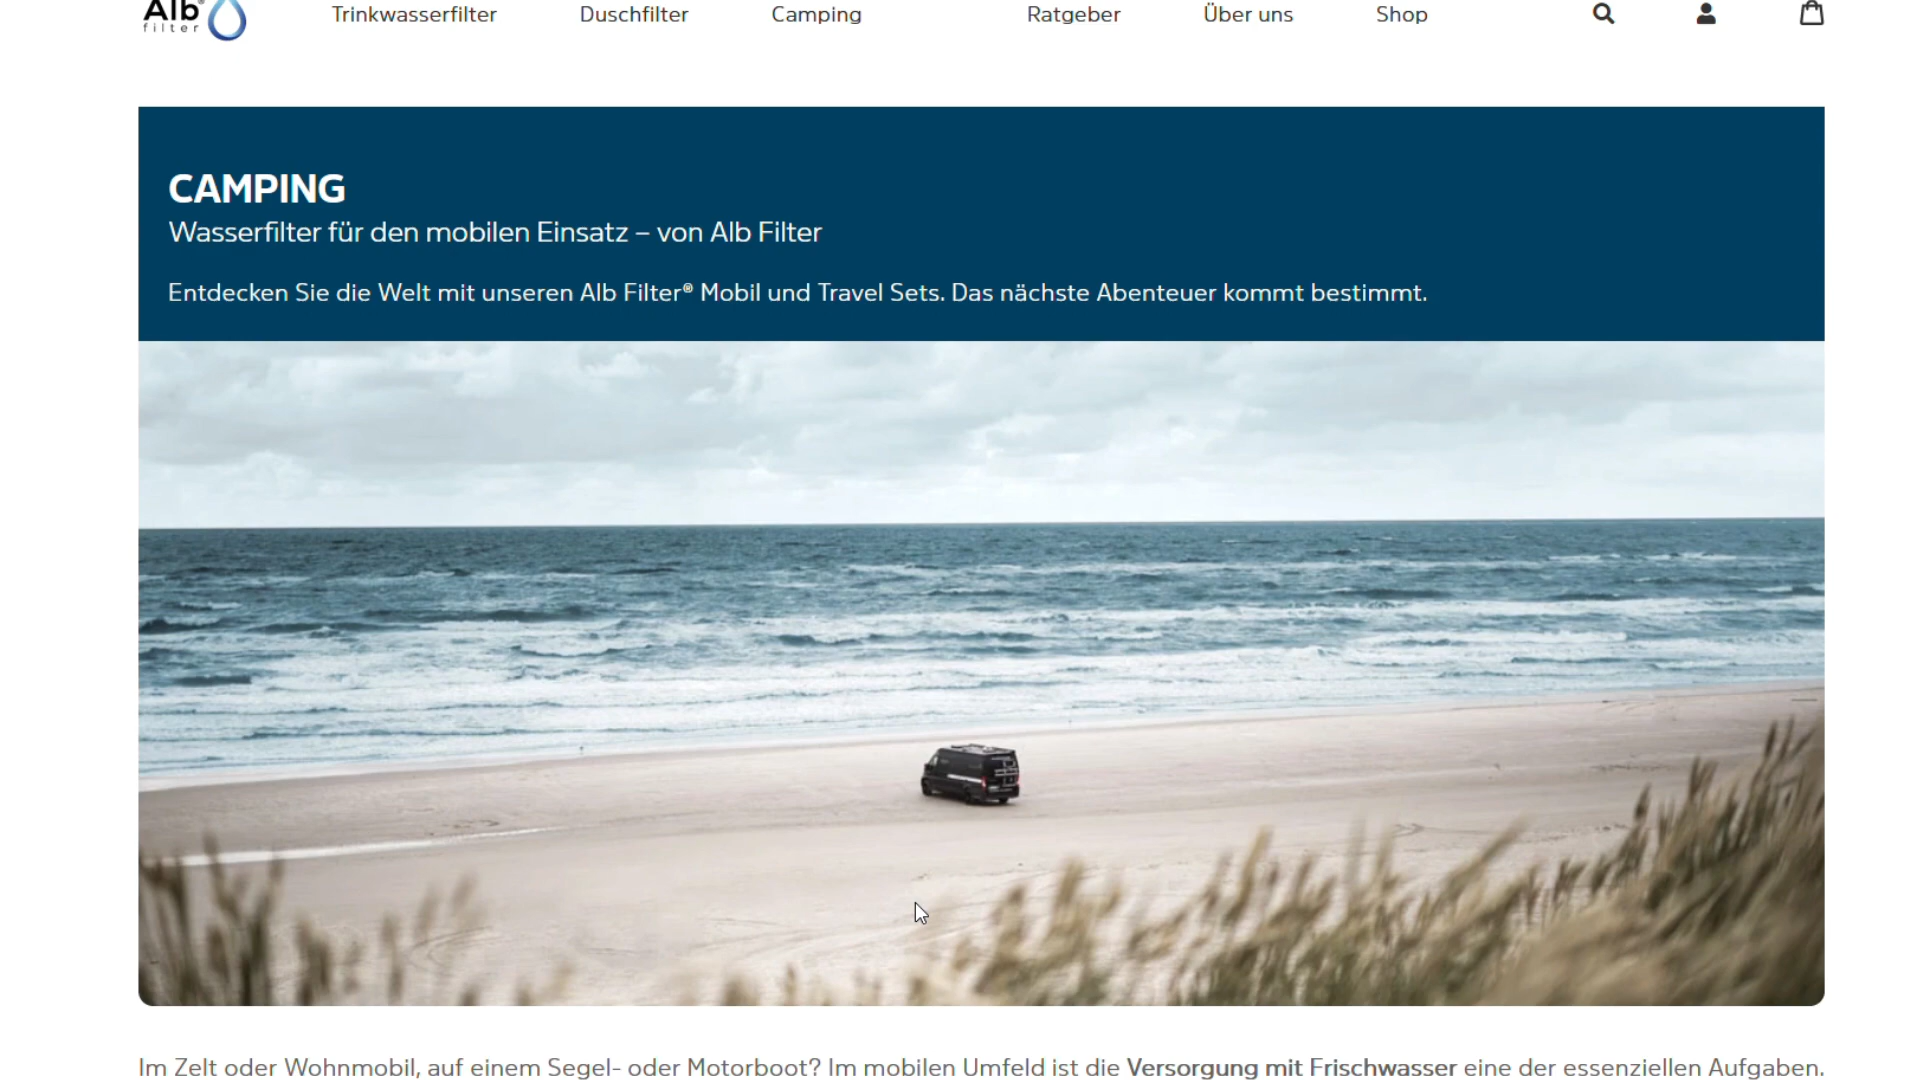 Alb®
filter
Trinkwasserfilter Duschfilter Camping Ratgeber Über uns Shop
CAMPING
Wasserfilter für den mobilen Einsatz – von Alb Filter
Entdecken Sie die Welt mit unseren Alb Filter® Mobil und Travel Sets. Das nächste Abenteuer kommt bestimmt.
Im Zelt oder Wohnmobil, auf einem Segel- oder Motorboot? Im mobilen Umfeld ist die Versorgung mit Frischwasser eine der essenziellen Aufgaben.